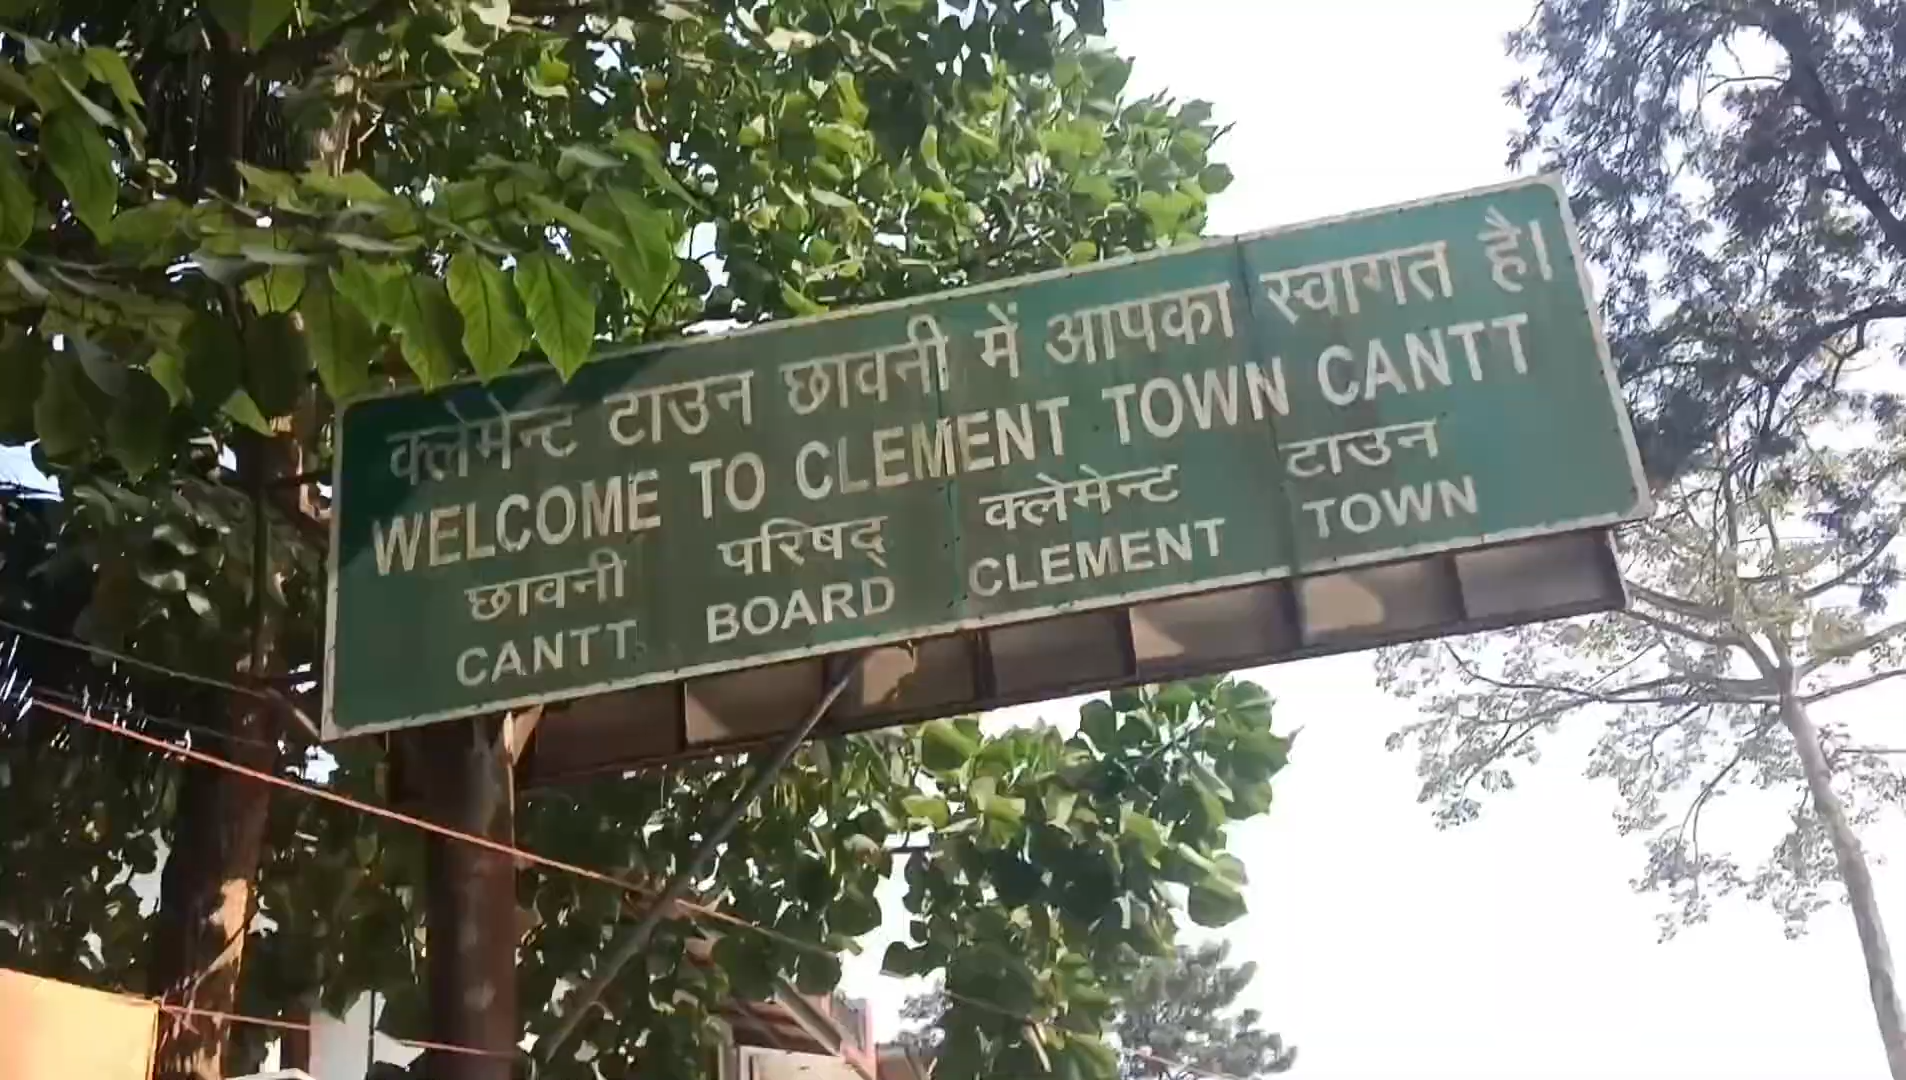 क्लेमेन्ट टाउन छावनी में आपका स्वागत है।
WELCOME TO CLEMENT TOWN CANTT
छावनी परिषद् क्लेमेन्ट टाउन
CANTT BOARD CLEMENT TOWN